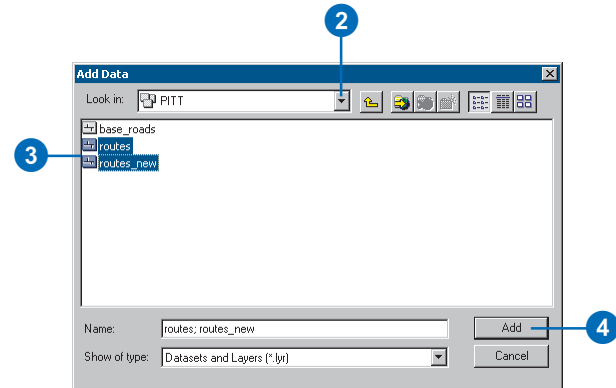 2
Add Data
Look in: PITT
3
base_roads
routes
routes_new
Name: routes; routes_new
Add
4
Show of type: Datasets and Layers (*.lyr)
Cancel